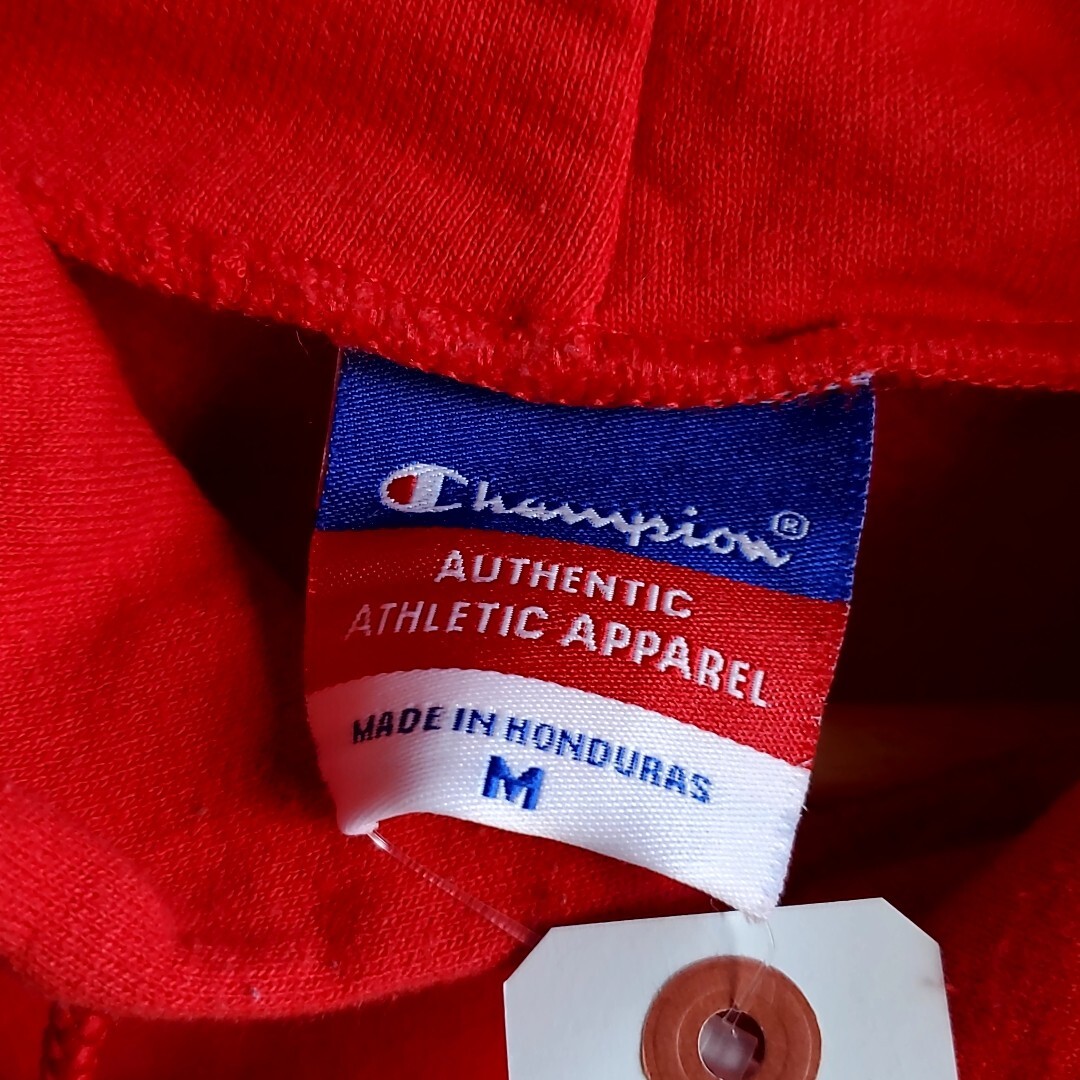 Champion®
AUTHENTIC
ATHLETIC APPAREL
MADE IN HONDURAS
M